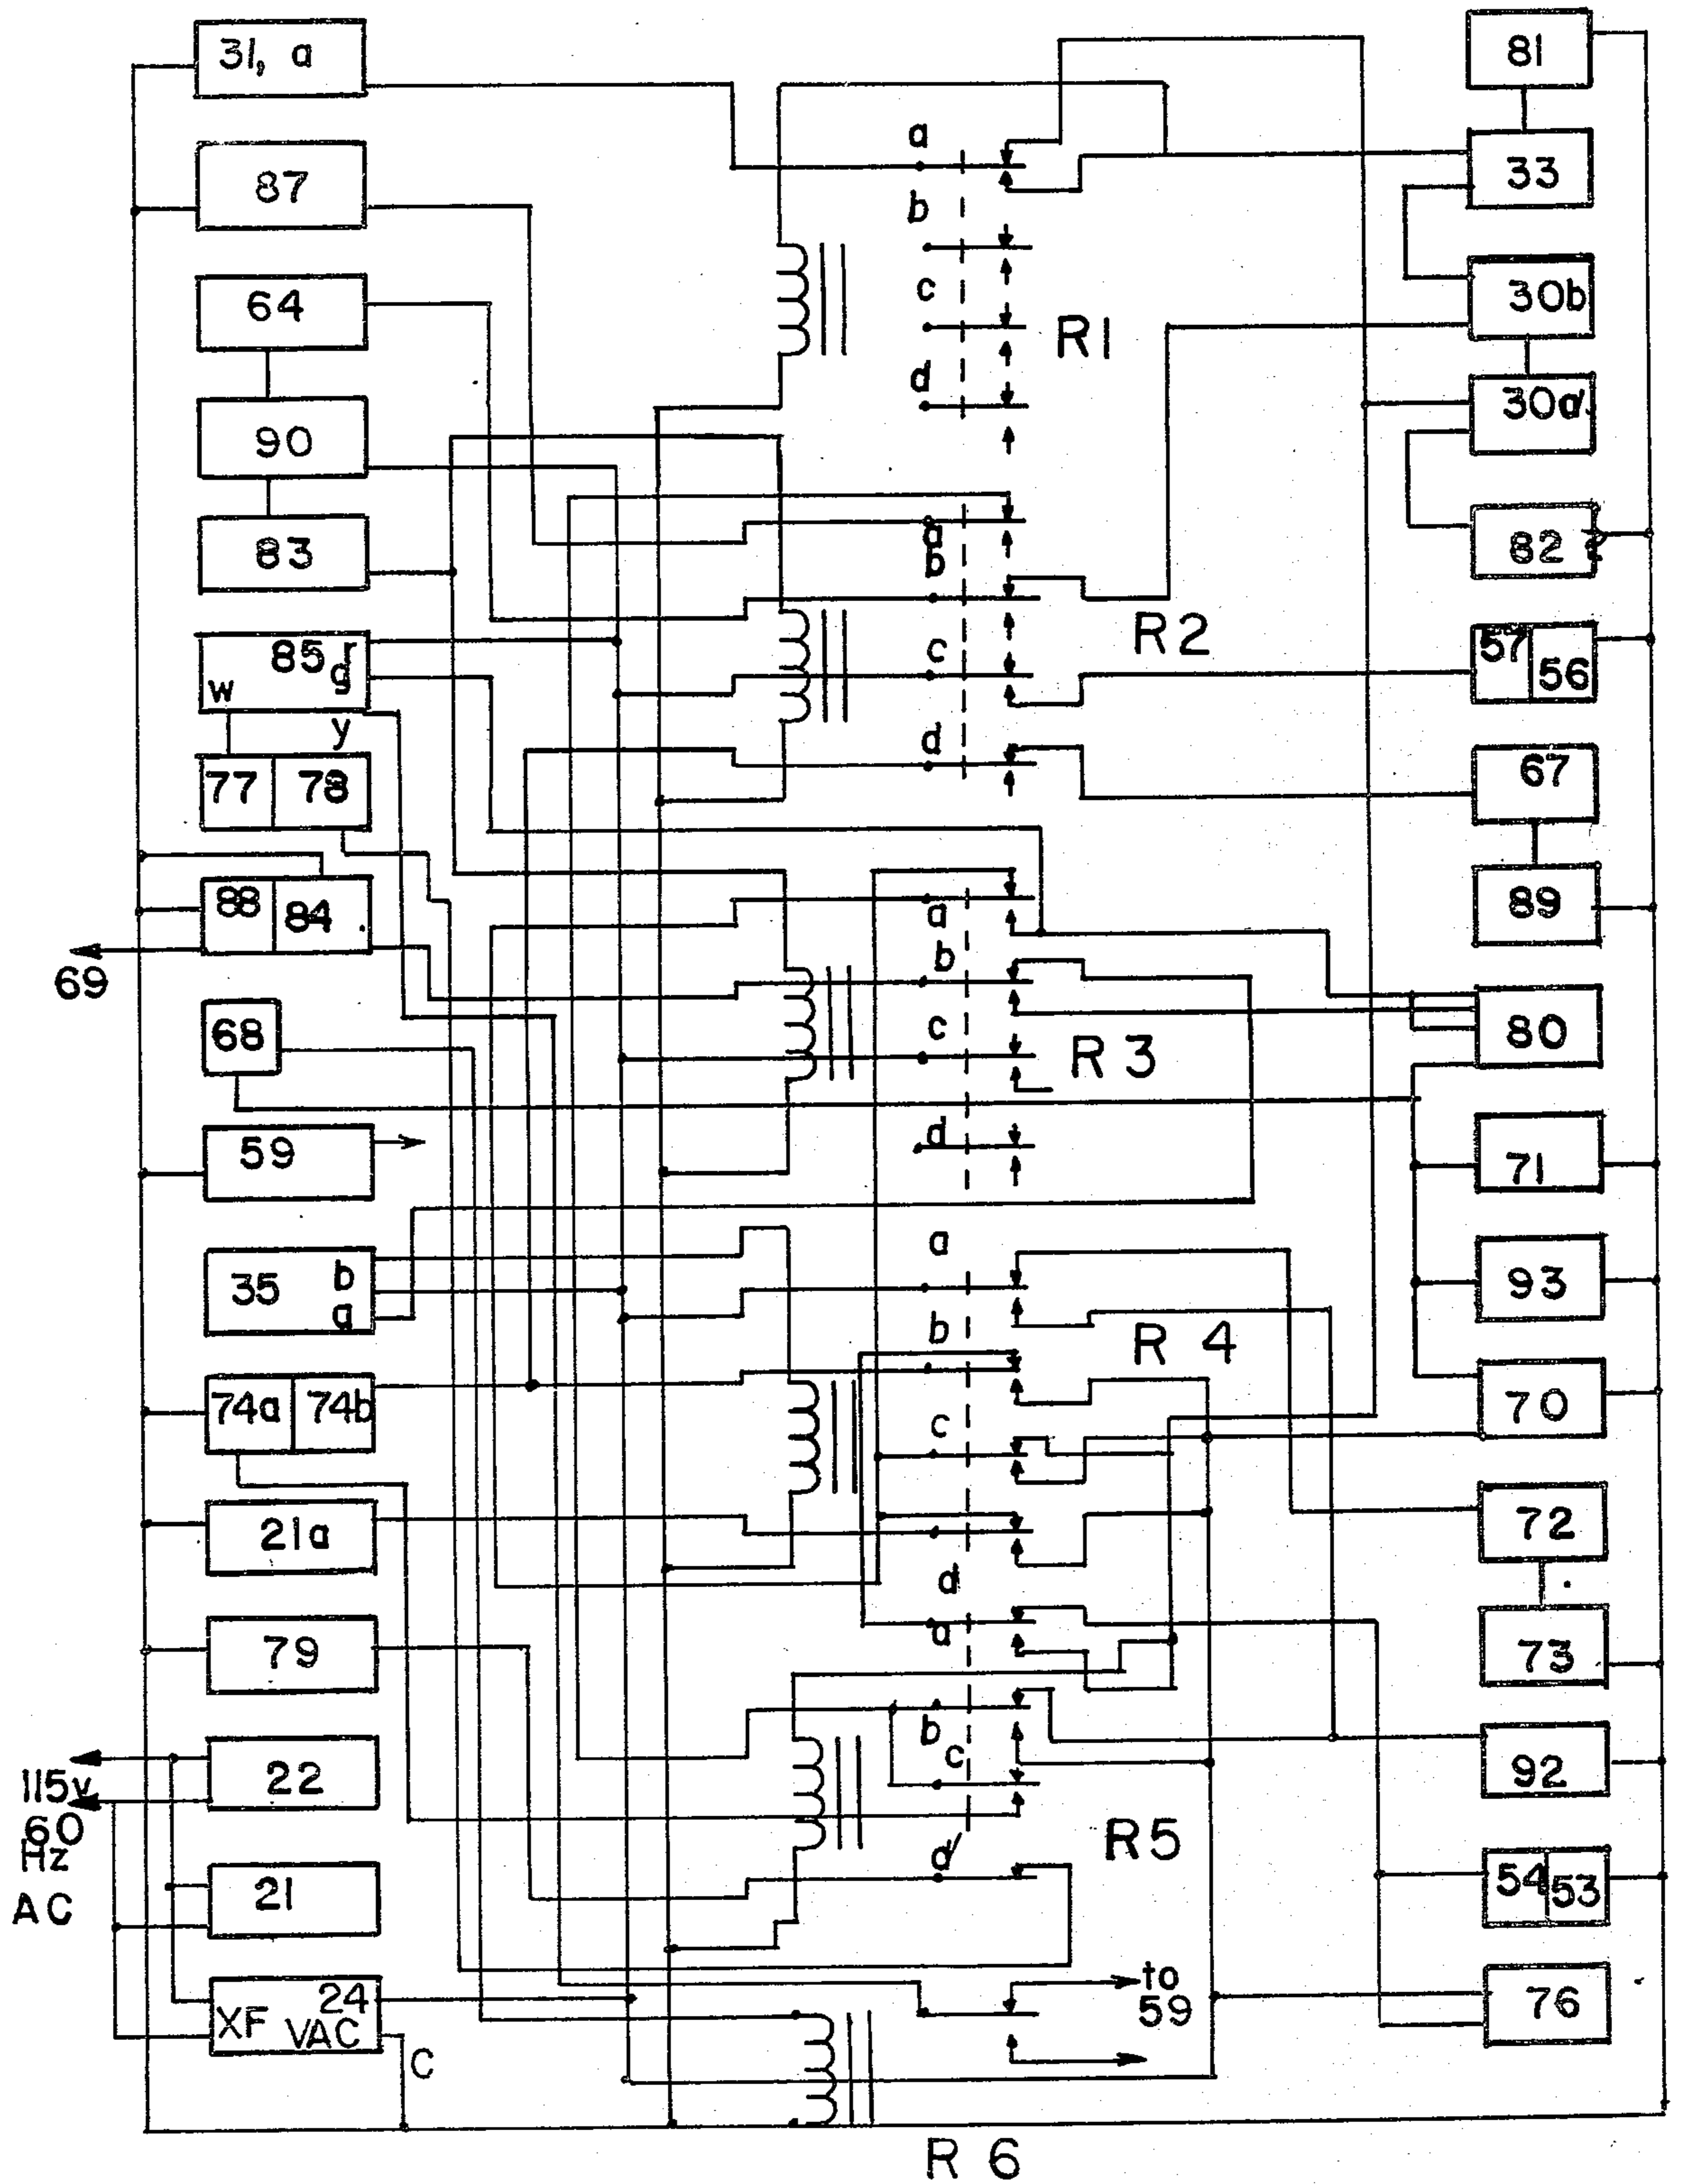 31, a
81
87
33
64
30b
90
30a
83
82
85 r
g
w
y
57 56
77 78
67
88 84
89
69
68
80
59
71
35 b
a
93
74a 74b
70
21a
72
79
73
22
92
115v
60
Hz
AC
21
54 53
XF 24
VAC
C
76
a
b
c
d
R1
a
b
c
d
R2
a
b
c
d
R3
a
b
c
d
R4
a
b
c
d
R5
to
59
R6